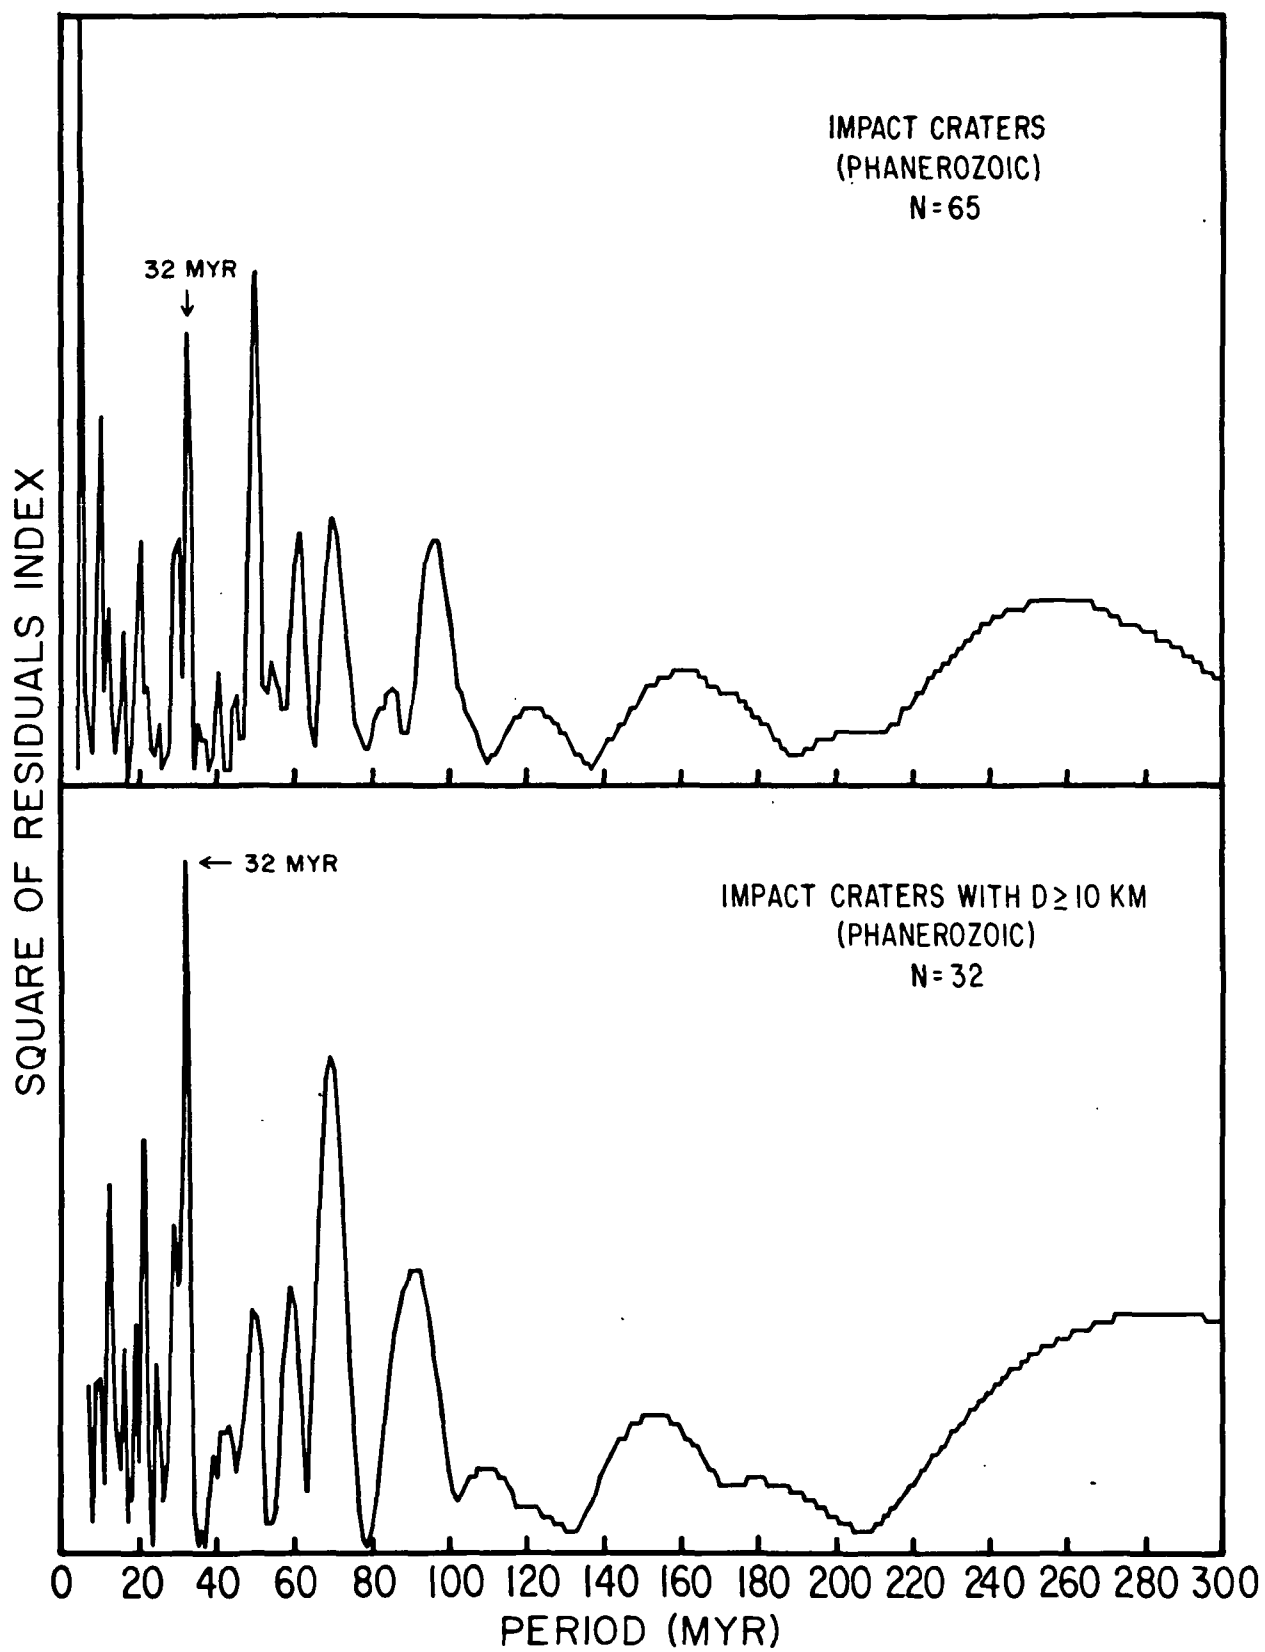 IMPACT CRATERS
(PHANEROZOIC)
N=65
32 MYR
SQUARE OF RESIDUALS INDEX
32 MYR
IMPACT CRATERS WITH D≥10 KM
(PHANEROZOIC)
N=32
0 20 40 60 80 100 120 140 160 180 200 220 240 260 280 300
PERIOD (MYR)